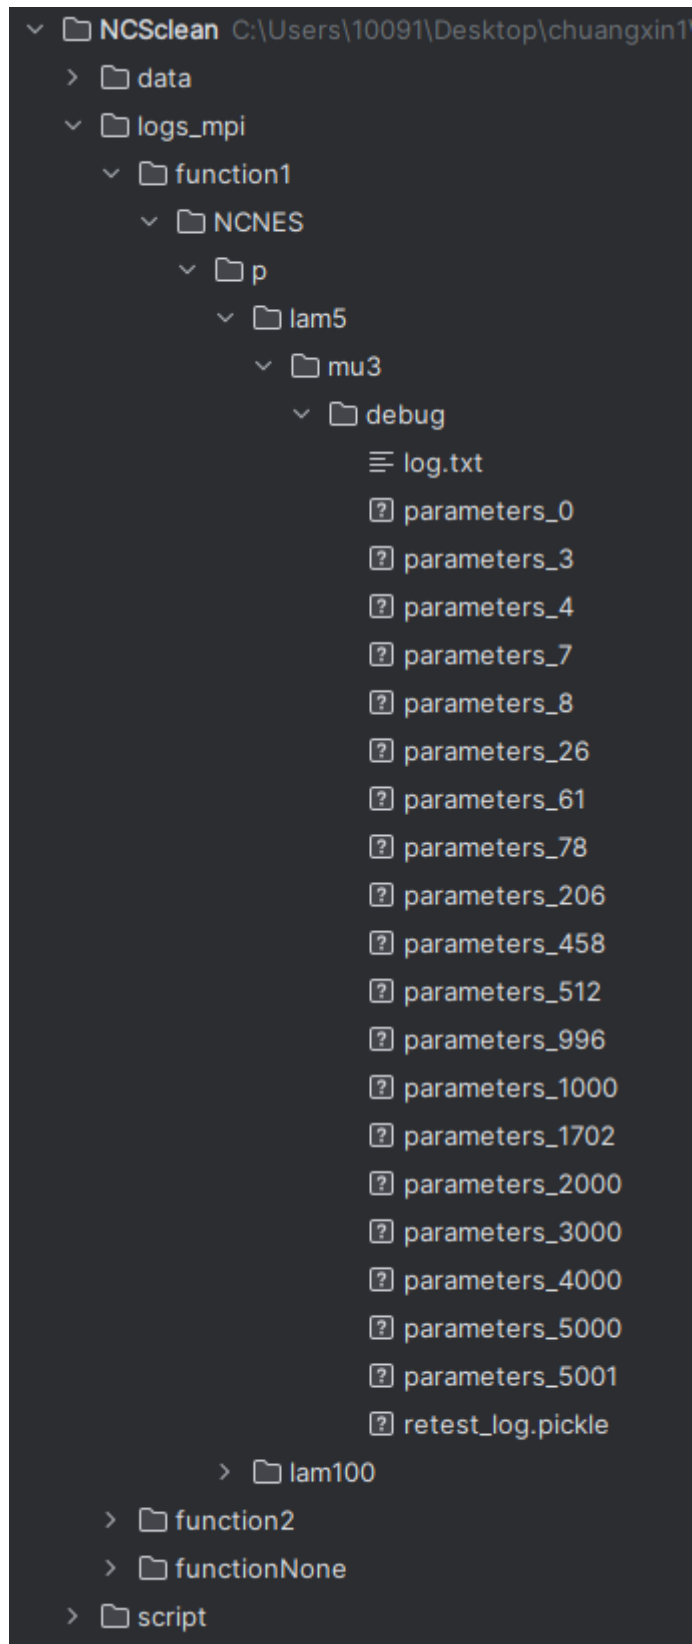 NCSclean C:\Users\10091\Desktop\chuangxin1\
data
logs_mpi
function1
NCNES
p
lam5
mu3
debug
log.txt
parameters_0
parameters_3
parameters_4
parameters_7
parameters_8
parameters_26
parameters_61
parameters_78
parameters_206
parameters_458
parameters_512
parameters_996
parameters_1000
parameters_1702
parameters_2000
parameters_3000
parameters_4000
parameters_5000
parameters_5001
retest_log.pickle
lam100
function2
functionNone
script